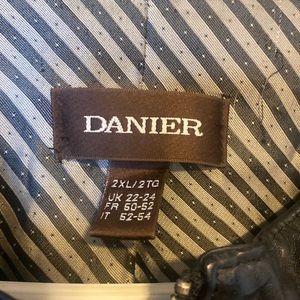 DANIER
2XL/2TG
UK 22-24
FR 50-52
IT 52-54